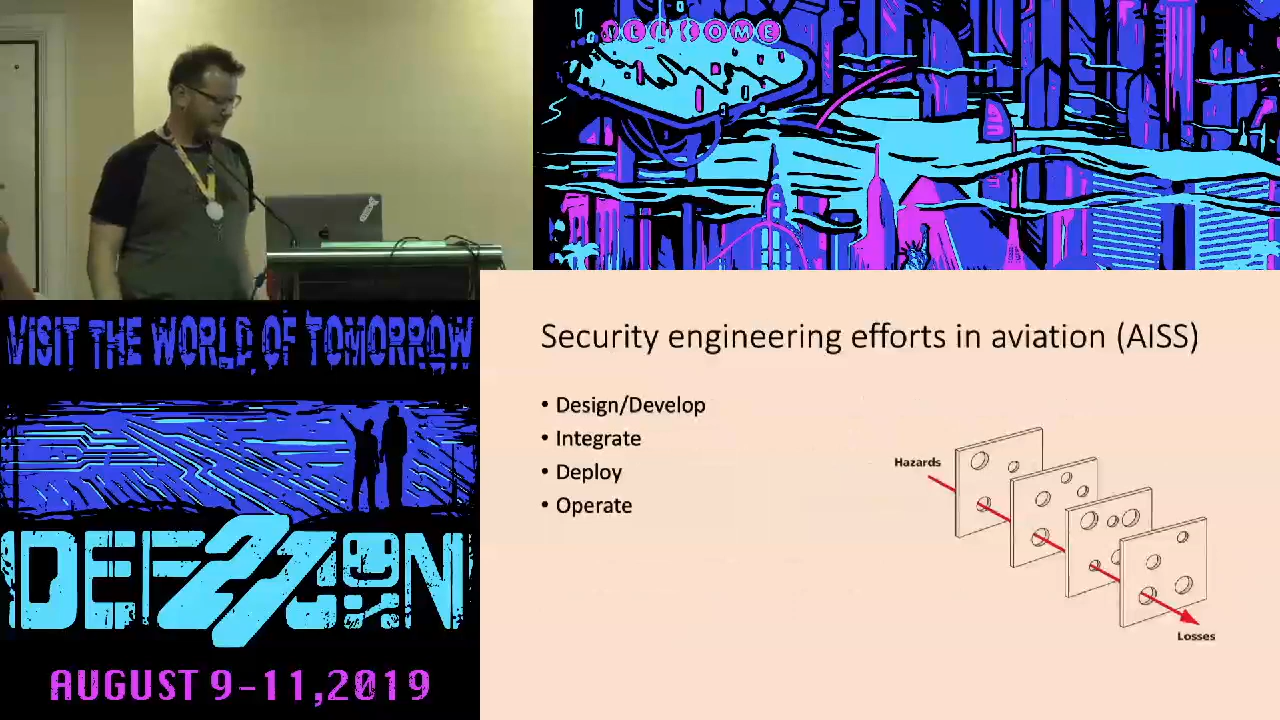 WELCOME
VISIT THE WORLD OF TOMORROW
DEF 27 CON
AUGUST 9-11,2019
Security engineering efforts in aviation (AISS)
• Design/Develop
• Integrate
• Deploy
• Operate
Hazards
Losses